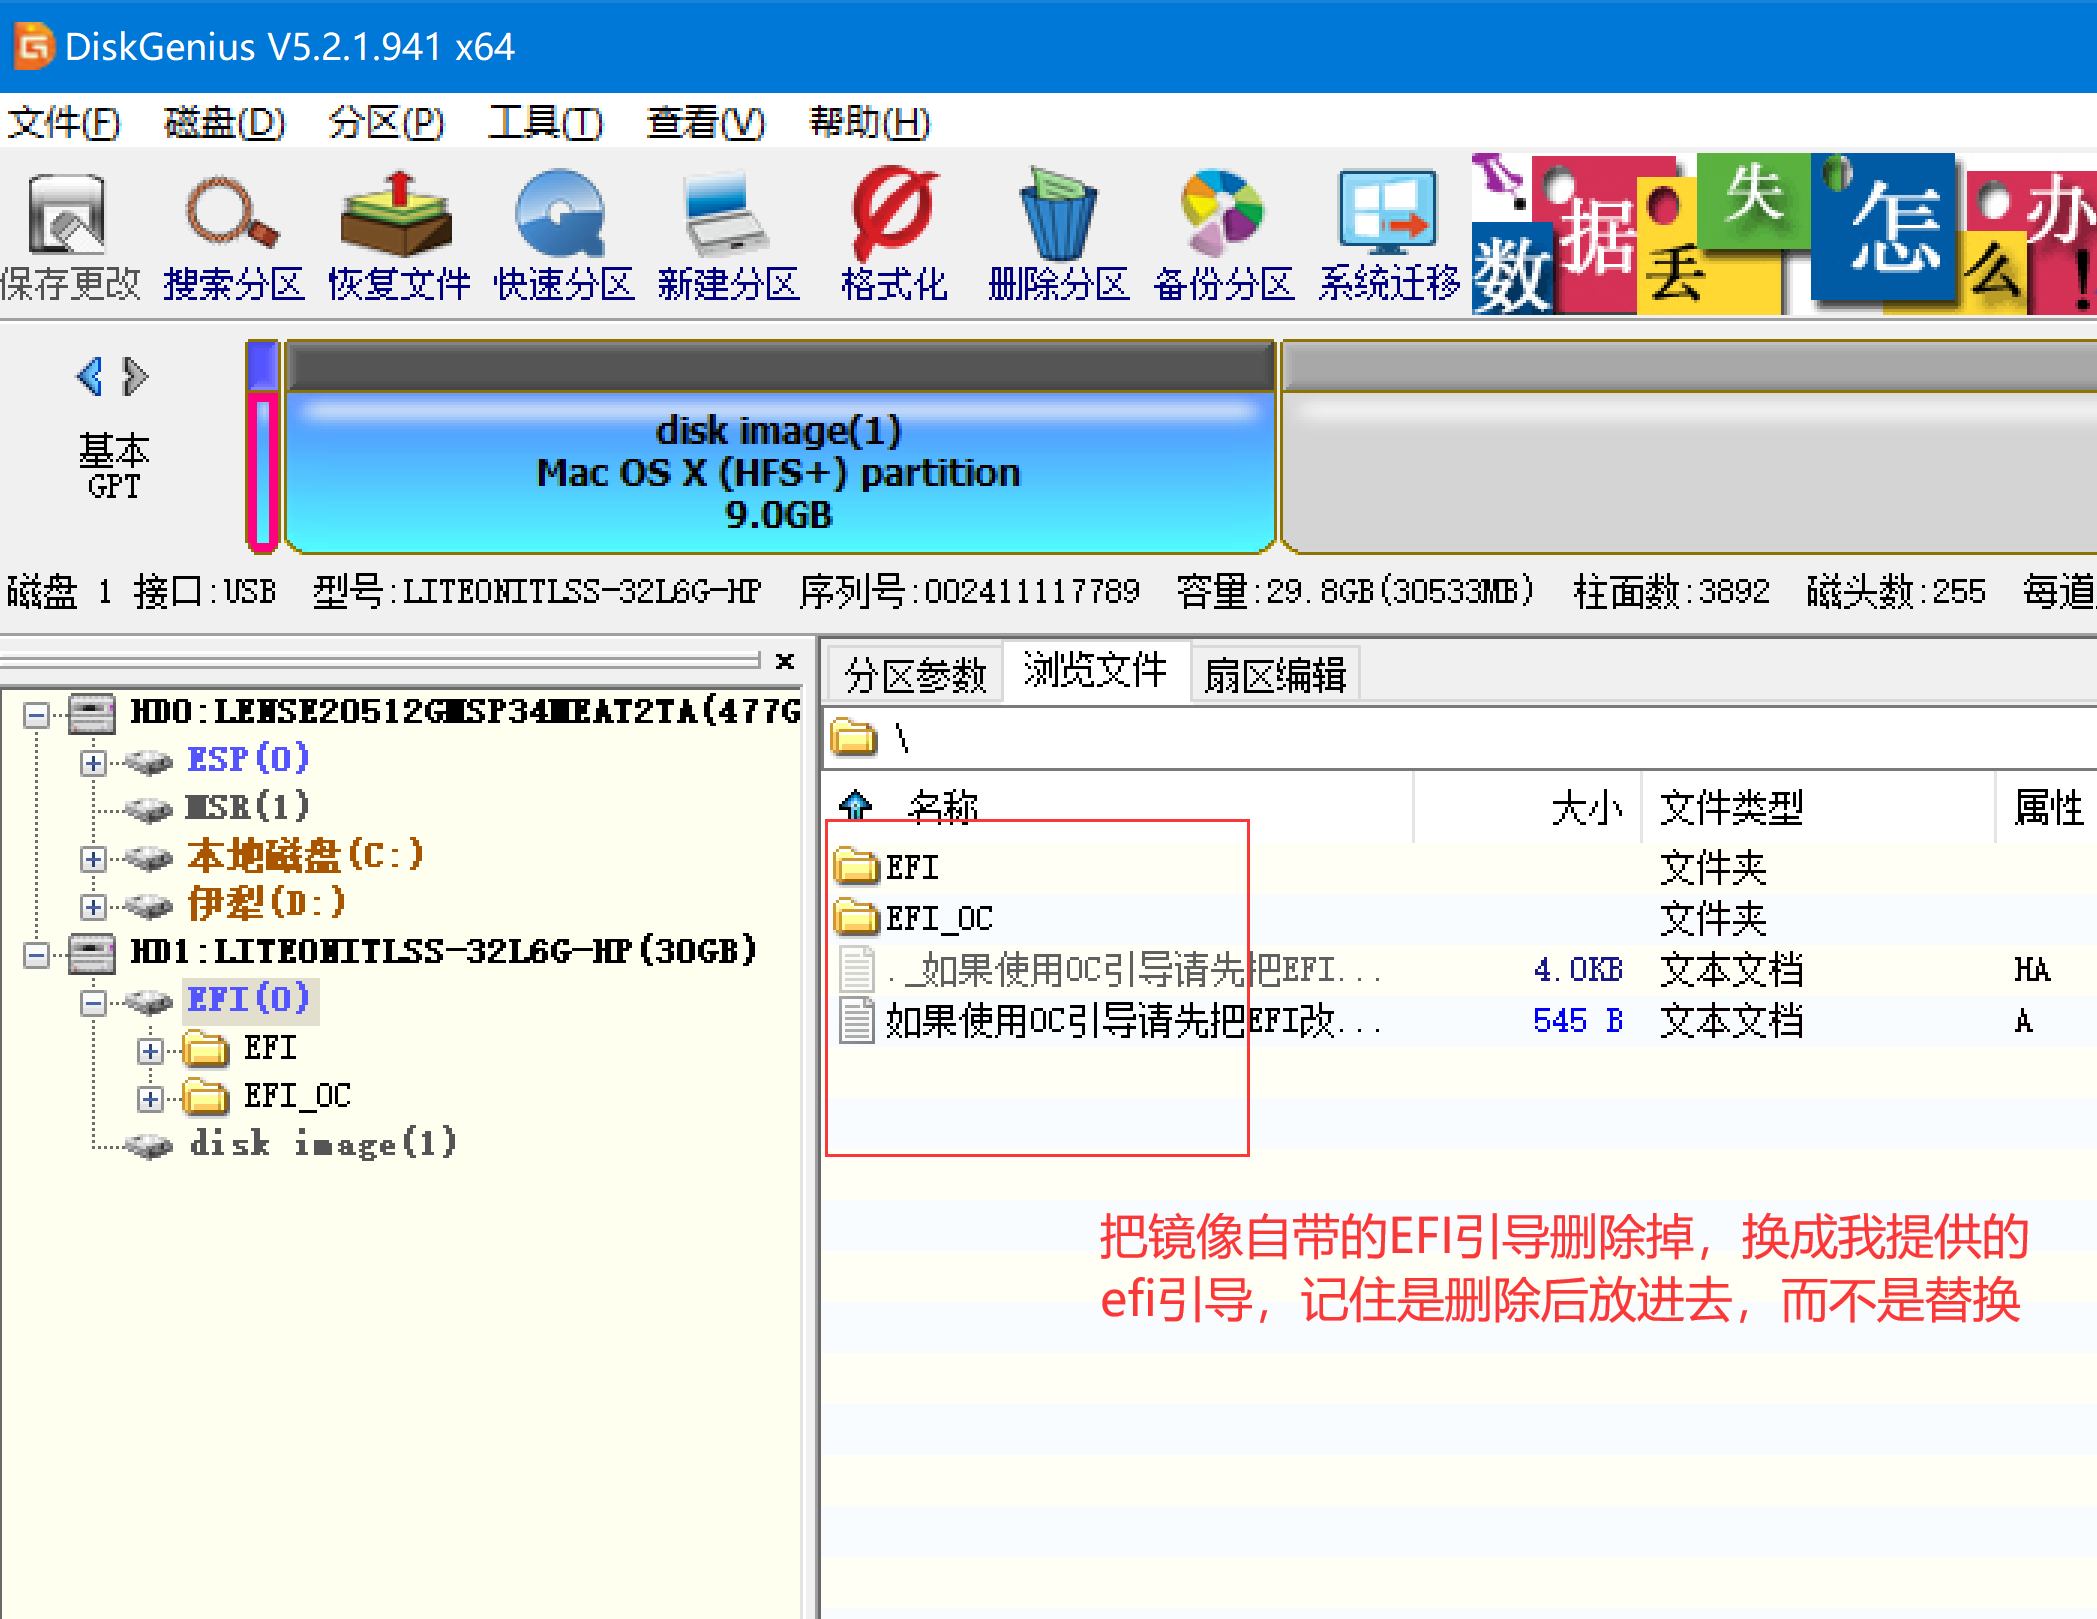 DiskGenius V5.2.1.941 x64
文件(F) 磁盘(D) 分区(P) 工具(T) 查看(V) 帮助(H)
保存更改 搜索分区 恢复文件 快速分区 新建分区 格式化 删除分区 备份分区 系统迁移
数据丢失怎么办!
基本
GPT
disk image(1)
Mac OS X (HFS+) partition
9.0GB
磁盘 1 接口:USB 型号:LITEONITLSS-32L6G-HP 序列号:002411117789 容量:29.8GB(30533MB) 柱面数:3892 磁头数:255 每道
HD0:LENSE20512GMSP34MEAT2TA(477G
ESP(0)
MSR(1)
本地磁盘(C:)
伊犁(D:)
HD1:LITEONITLSS-32L6G-HP(30GB)
EFI(0)
EFI
EFI_OC
disk image(1)
分区参数 浏览文件 扇区编辑
\
名称 大小 文件类型 属性
EFI 文件夹
EFI_OC 文件夹
._如果使用OC引导请先把EFI... 4.0KB 文本文档 HA
如果使用OC引导请先把EFI改... 545 B 文本文档 A
把镜像自带的EFI引导删除掉，换成我提供的
efi引导，记住是删除后放进去，而不是替换